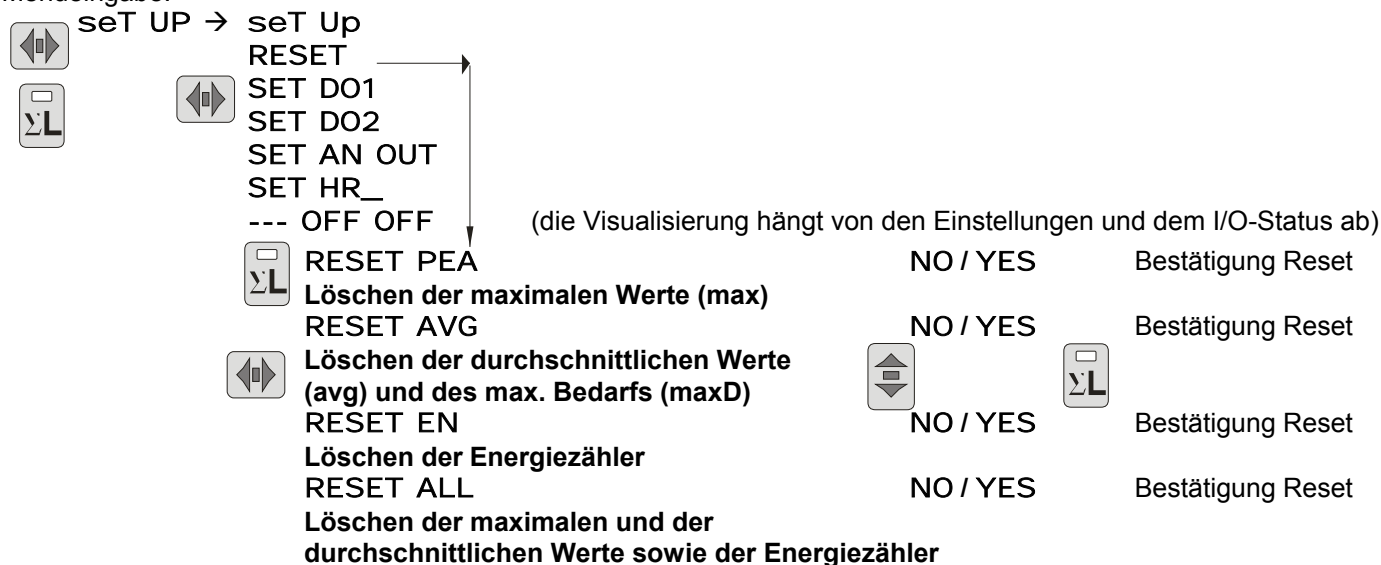 seT UP → seT Up
RESET
ΣL
SET DO1
SET DO2
SET AN OUT
SET HR_
--- OFF OFF (die Visualisierung hängt von den Einstellungen und dem I/O-Status ab)
ΣL RESET PEA NO / YES Bestätigung Reset
Löschen der maximalen Werte (max)
RESET AVG NO / YES Bestätigung Reset
Löschen der durchschnittlichen Werte
(avg) und des max. Bedarfs (maxD)
ΣL
RESET EN NO / YES Bestätigung Reset
Löschen der Energiezähler
RESET ALL NO / YES Bestätigung Reset
Löschen der maximalen und der
durchschnittlichen Werte sowie der Energiezähler